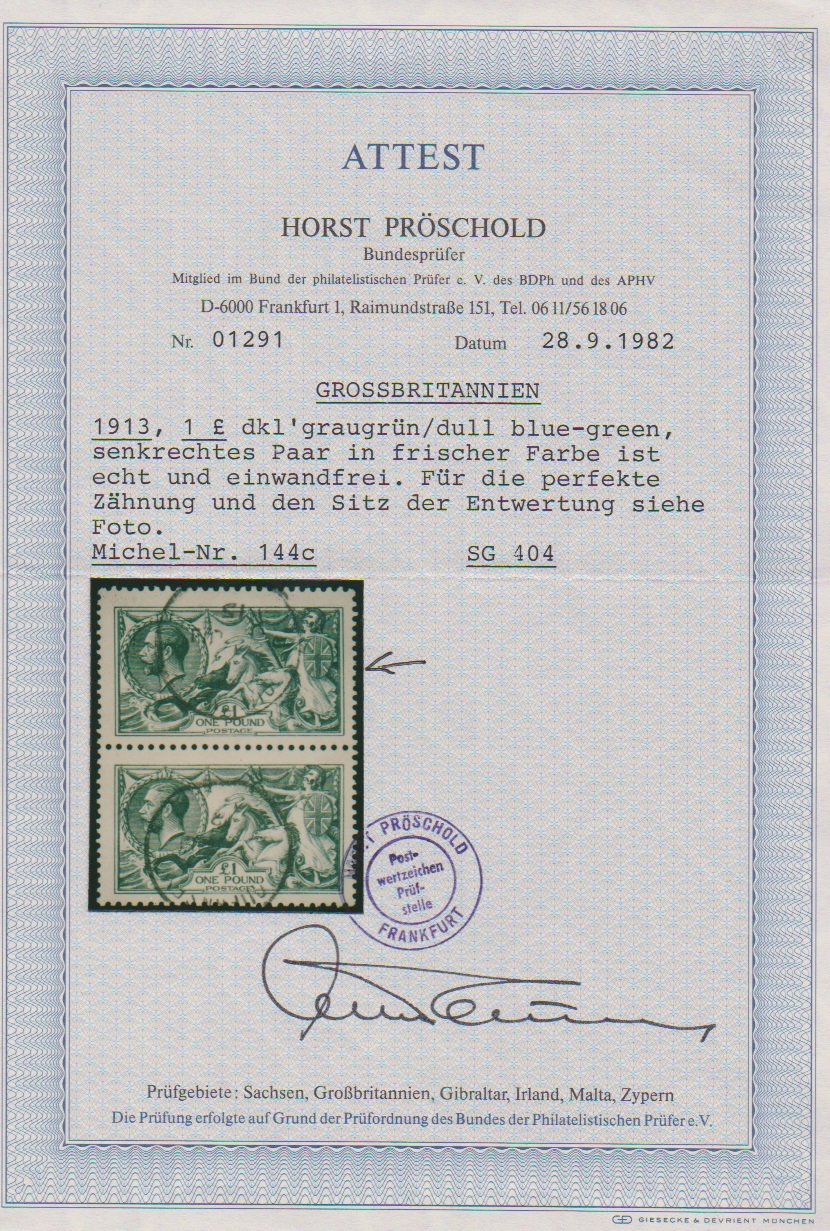 ATTEST
HORST PRÖSCHOLD
Bundesprüfer
Mitglied im Bund der philatelistischen Prüfer e. V. des BDPh und des APHV
D-6000 Frankfurt 1, Raimundstraße 151, Tel. 06 11/56 18 06
Nr. 01291 Datum 28.9.1982
GROSSBRITANNIEN
1913, 1 £ dkl'graugrün/dull blue-green,
senkrechtes Paar in frischer Farbe ist
echt und einwandfrei. Für die perfekte
Zähnung und den Sitz der Entwertung siehe
Foto.
Michel-Nr. 144c SG 404
15
£1
ONE POUND
POSTAGE
£1
ONE POUND
POSTAGE
PRÖSCHOLD
Post-
wertzeichen
Prüf-
stelle
FRANKFURT
Prüfgebiete: Sachsen, Großbritannien, Gibraltar, Irland, Malta, Zypern
Die Prüfung erfolgte auf Grund der Prüfordnung des Bundes der Philatelistischen Prüfer e.V.
GIESECKE & DEVRIENT MÜNCHEN